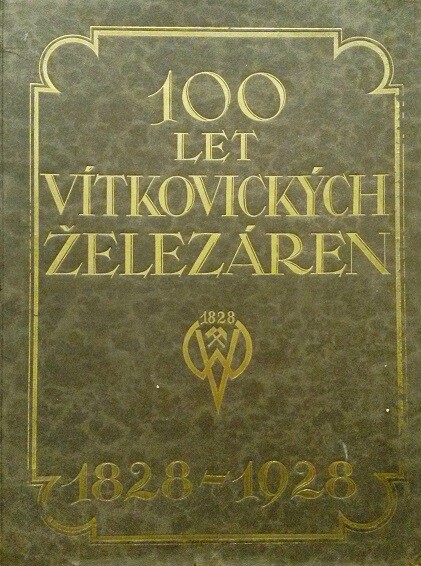 100
LET
VÍTKOVICKÝCH
ŽELEZÁREN
1828
W
1828-1928